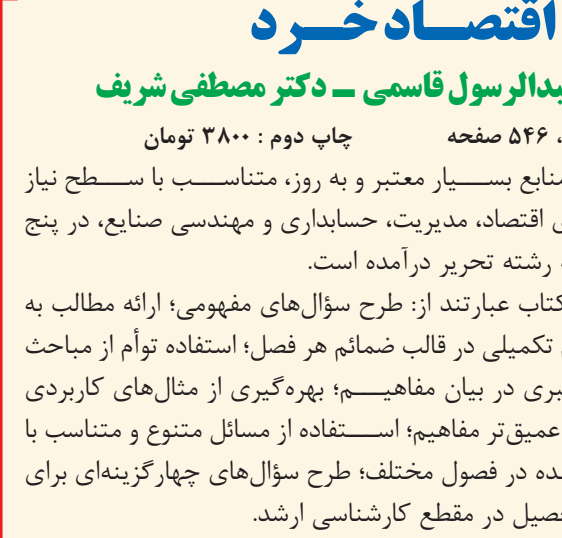 اقتصاد خرد
عبدالرسول قاسمی ــ دکتر مصطفی شریف
، ۵۴۶ صفحه چاپ دوم : ۳۸۰۰ تومان
منابع بسیار معتبر و به روز، متناسب با سطح نیاز
اقتصاد، مدیریت، حسابداری و مهندسی صنایع، در پنج
رشته تحریر درآمده است.
کتاب عبارتند از: طرح سؤال‌های مفهومی؛ ارائه مطالب به
تکمیلی در قالب ضمائم هر فصل؛ استفاده توأم از مباحث
در بیان مفاهیم؛ بهره‌گیری از مثال‌های کاربردی
عمیق‌تر مفاهیم؛ استفاده از مسائل متنوع و متناسب با
در فصول مختلف؛ طرح سؤال‌های چهارگزینه‌ای برای
در مقطع کارشناسی ارشد.